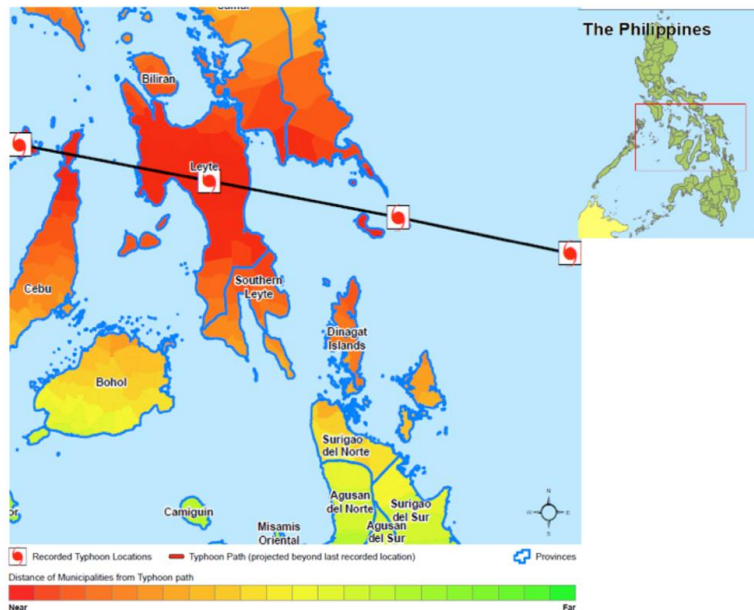 The Philippines
Samar
Biliran
Leyte
Cebu
Southern
Leyte
Dinagat
Islands
Bohol
Surigao
del Norte
Agusan
del Norte
Surigao
del Sur
Agusan
del Sur
Camiguin
Misamis
Oriental
or
N
W
E
S
Recorded Typhoon Locations
Typhoon Path (projected beyond last recorded location)
Provinces
Distance of Municipalities from Typhoon path
Near
Far